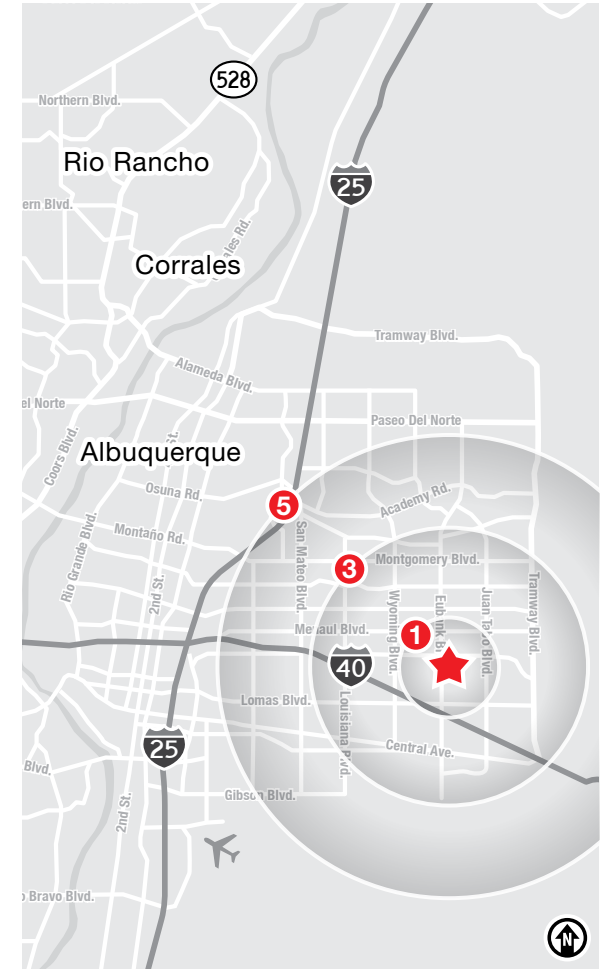 528
Northern Blvd.
Rio Rancho
25
ern Blvd.
ales Rd.
Corrales
Tramway Blvd.
Alameda Blvd.
el Norte
Paseo Del Norte
Coors Blvd.
St.
Albuquerque
Osuna Rd.
5
Academy Rd.
Montaño Rd.
San Mateo Blvd.
3
Montgomery Blvd.
Rio Grande Blvd.
2nd St.
Wyoming Blvd.
Juan Blvd.
Tramway Blvd.
1
Blvd.
40
Lomas Blvd.
Louisiana
25
Central Ave.
Blvd.
2nd St.
Gibson Blvd.
o Bravo Blvd.
N